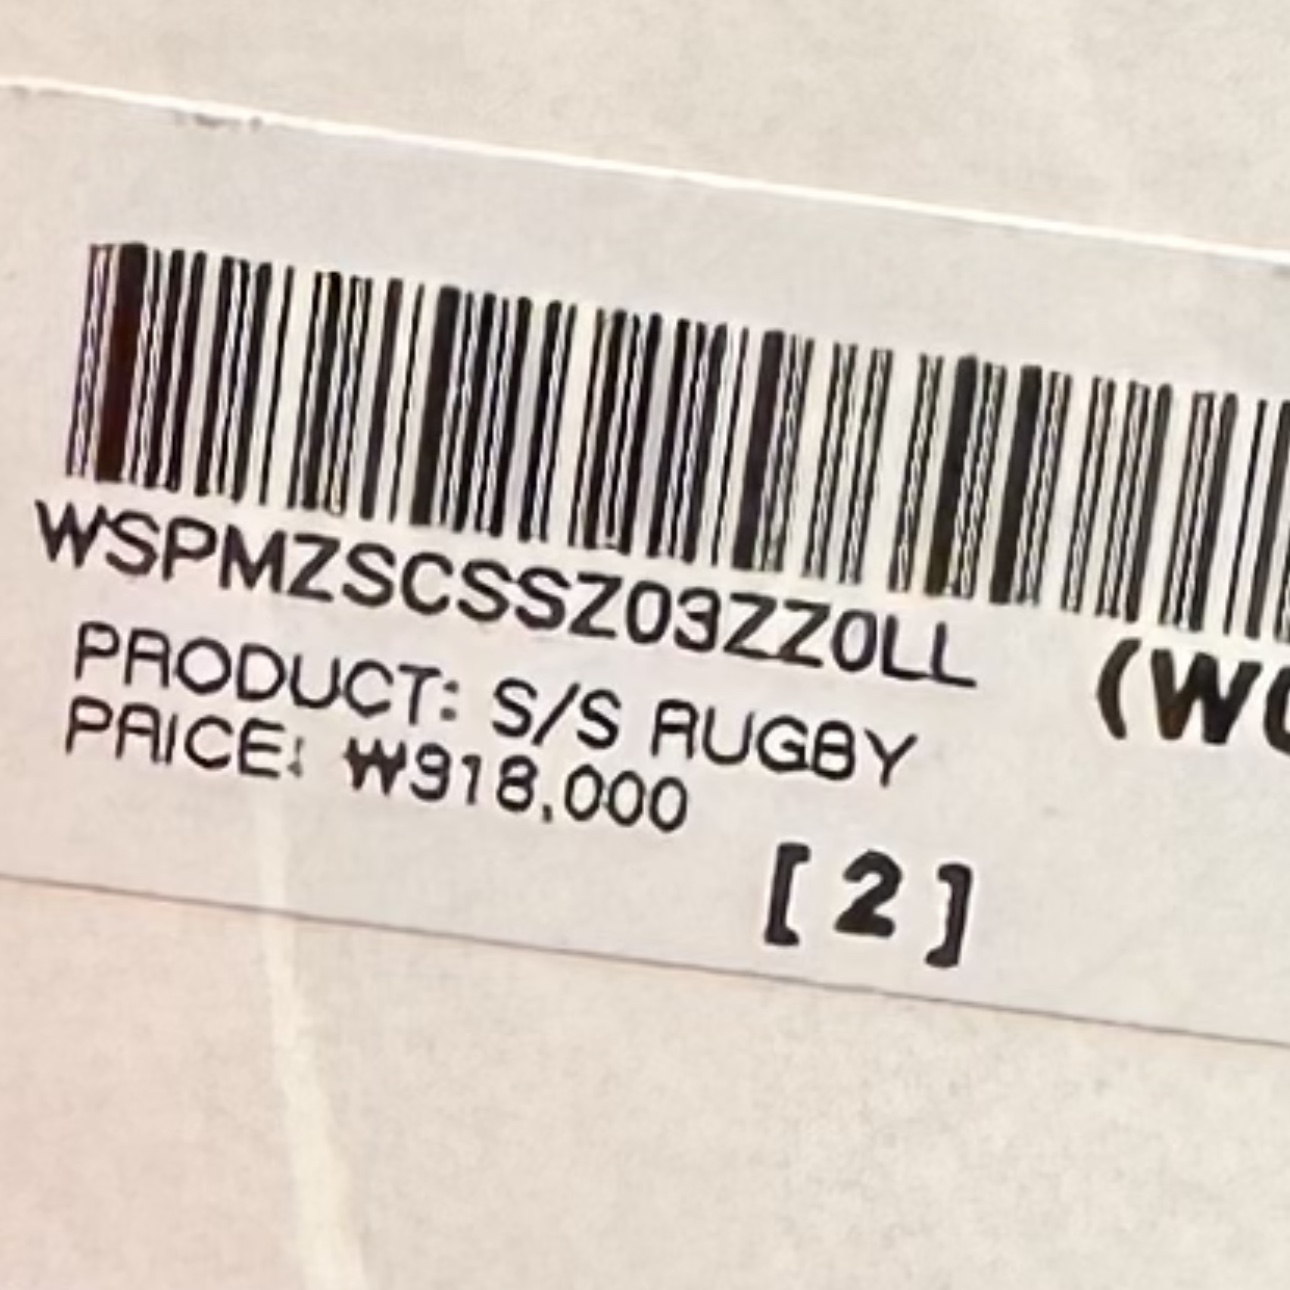 WSPMZSCSSZ03ZZ0LL
PRODUCT: S/S RUGBY
PRICE: ₩918,000
[2]